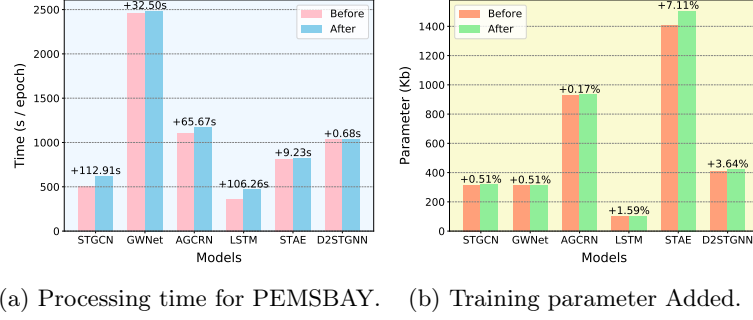 2500
2000
1500
1000
500
0
Time (s / epoch)
+112.91s
+32.50s
+65.67s
+106.26s
+9.23s
+0.68s
Before
After
STGCN GWNet AGCRN LSTM STAE D2STGNN
Models
1400
1200
1000
800
600
400
200
0
Parameter (Kb)
Before
After
+0.51%
+0.51%
+0.17%
+1.59%
+7.11%
+3.64%
STGCN GWNet AGCRN LSTM STAE D2STGNN
Models
(a) Processing time for PEMSBAY.
(b) Training parameter Added.